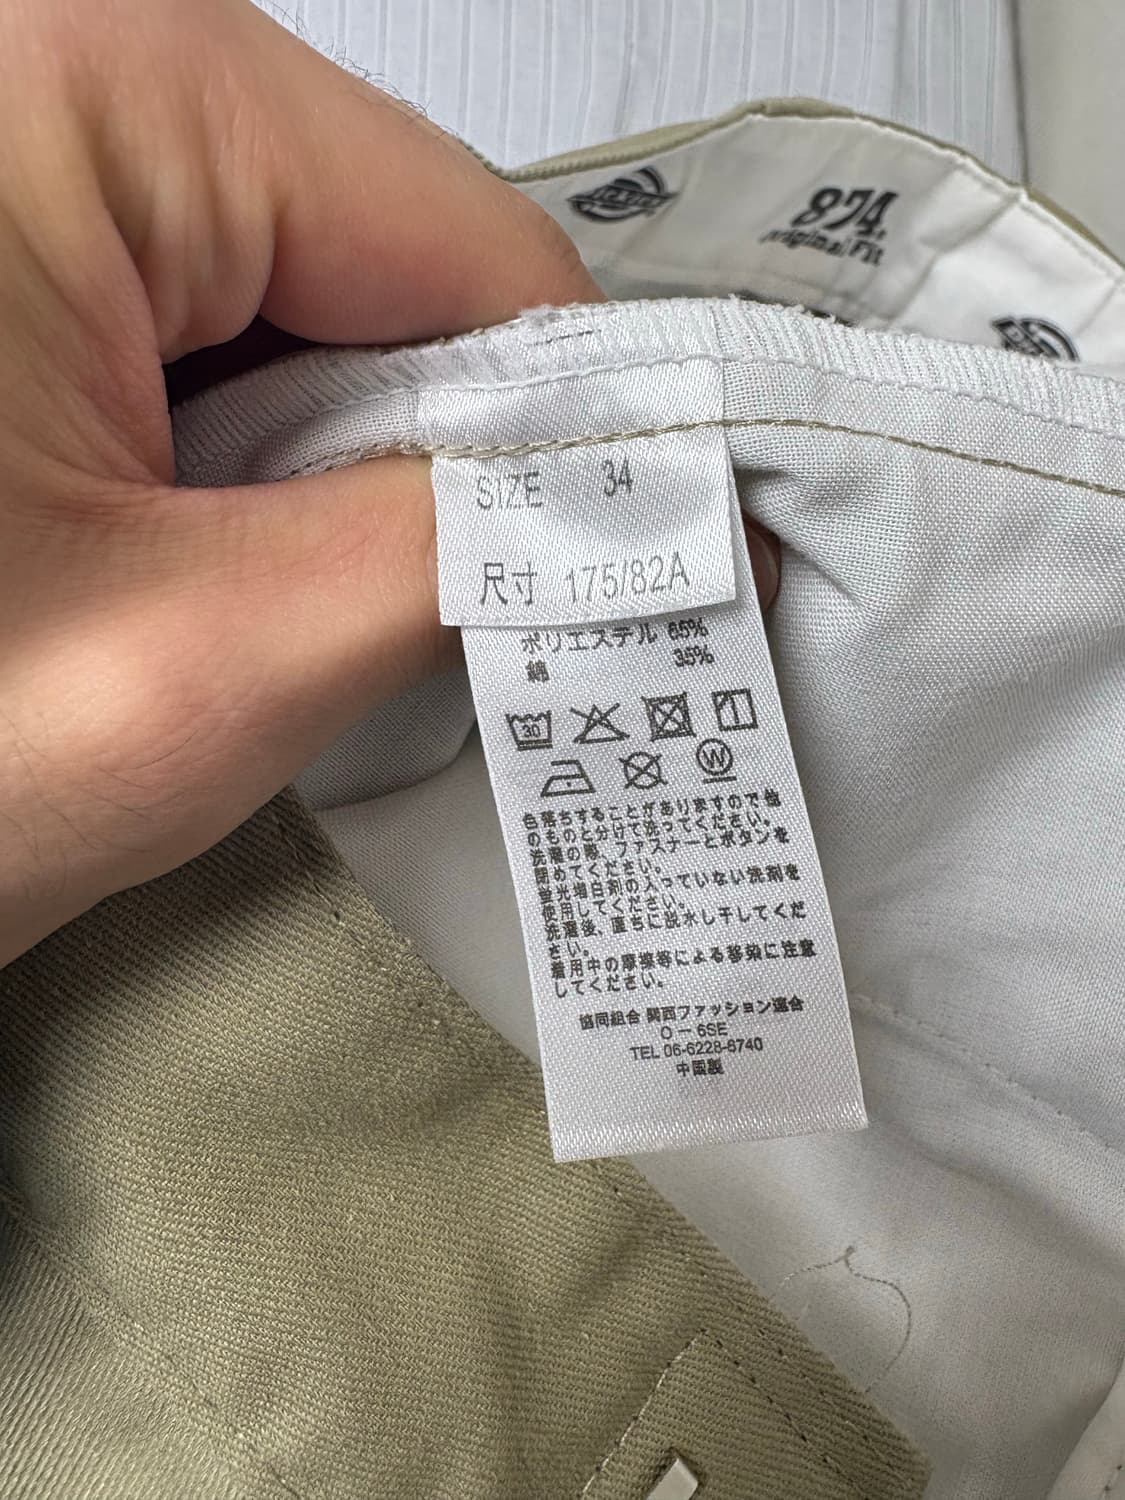 874
Original Fit
SIZE 34
尺寸 175/82A
ポリエステル 65%
綿 35%
30
W
色落ちすることがありますので他
のものと分けて洗ってください。
洗濯の際、ファスナーとボタンを
閉めてください。
蛍光増白剤の入っていない洗剤を
使用してください。
洗濯後、直ちに脱水し干してくだ
さい。
着用中の摩擦等による移染に注意
してください。
協同組合 関西ファッション連合
O－6SE
TEL 06-6228-6740
中国製